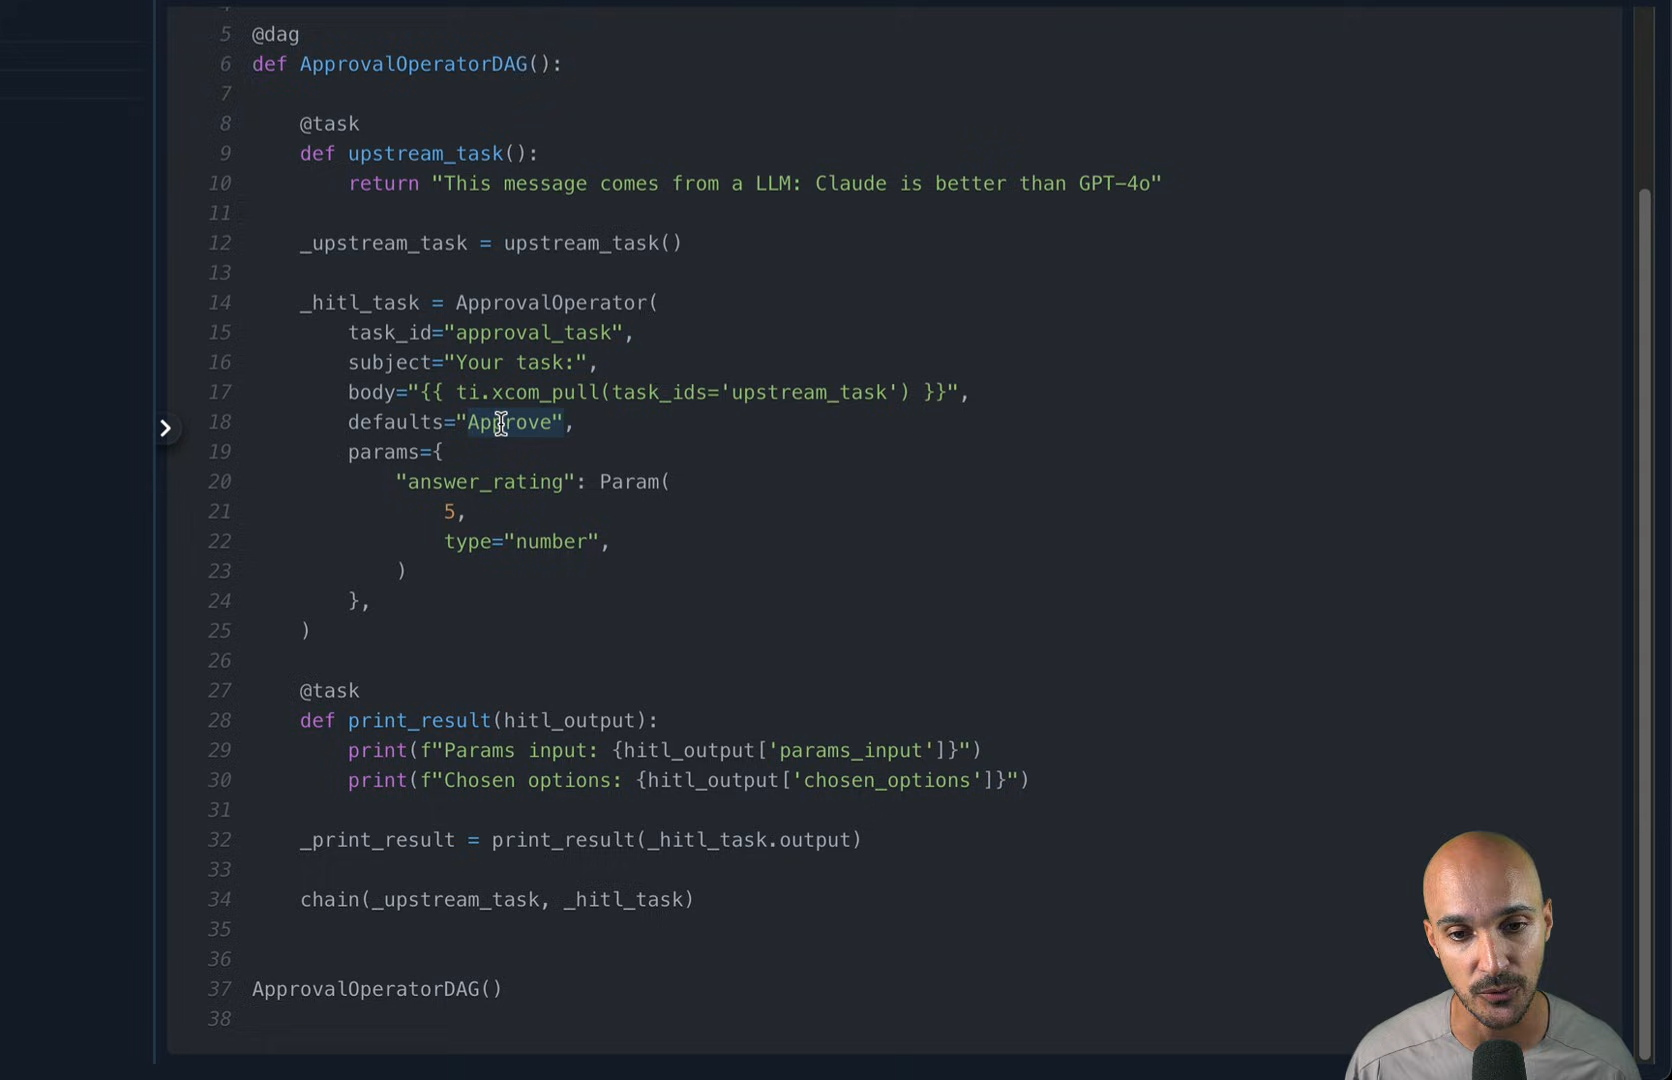 5 @dag
6 def ApprovalOperatorDAG():
7
8     @task
9     def upstream_task():
10         return "This message comes from a LLM: Claude is better than GPT-4o"
11
12     _upstream_task = upstream_task()
13
14     _hitl_task = ApprovalOperator(
15         task_id="approval_task",
16         subject="Your task:",
17         body="{{ ti.xcom_pull(task_ids='upstream_task') }}",
18         defaults="Approve",
19         params={
20             "answer_rating": Param(
21                 5,
22                 type="number",
23             )
24         },
25     )
26
27     @task
28     def print_result(hitl_output):
29         print(f"Params input: {hitl_output['params_input']}")
30         print(f"Chosen options: {hitl_output['chosen_options']}")
31
32     _print_result = print_result(_hitl_task.output)
33
34     chain(_upstream_task, _hitl_task)
35
36
37 ApprovalOperatorDAG()
38